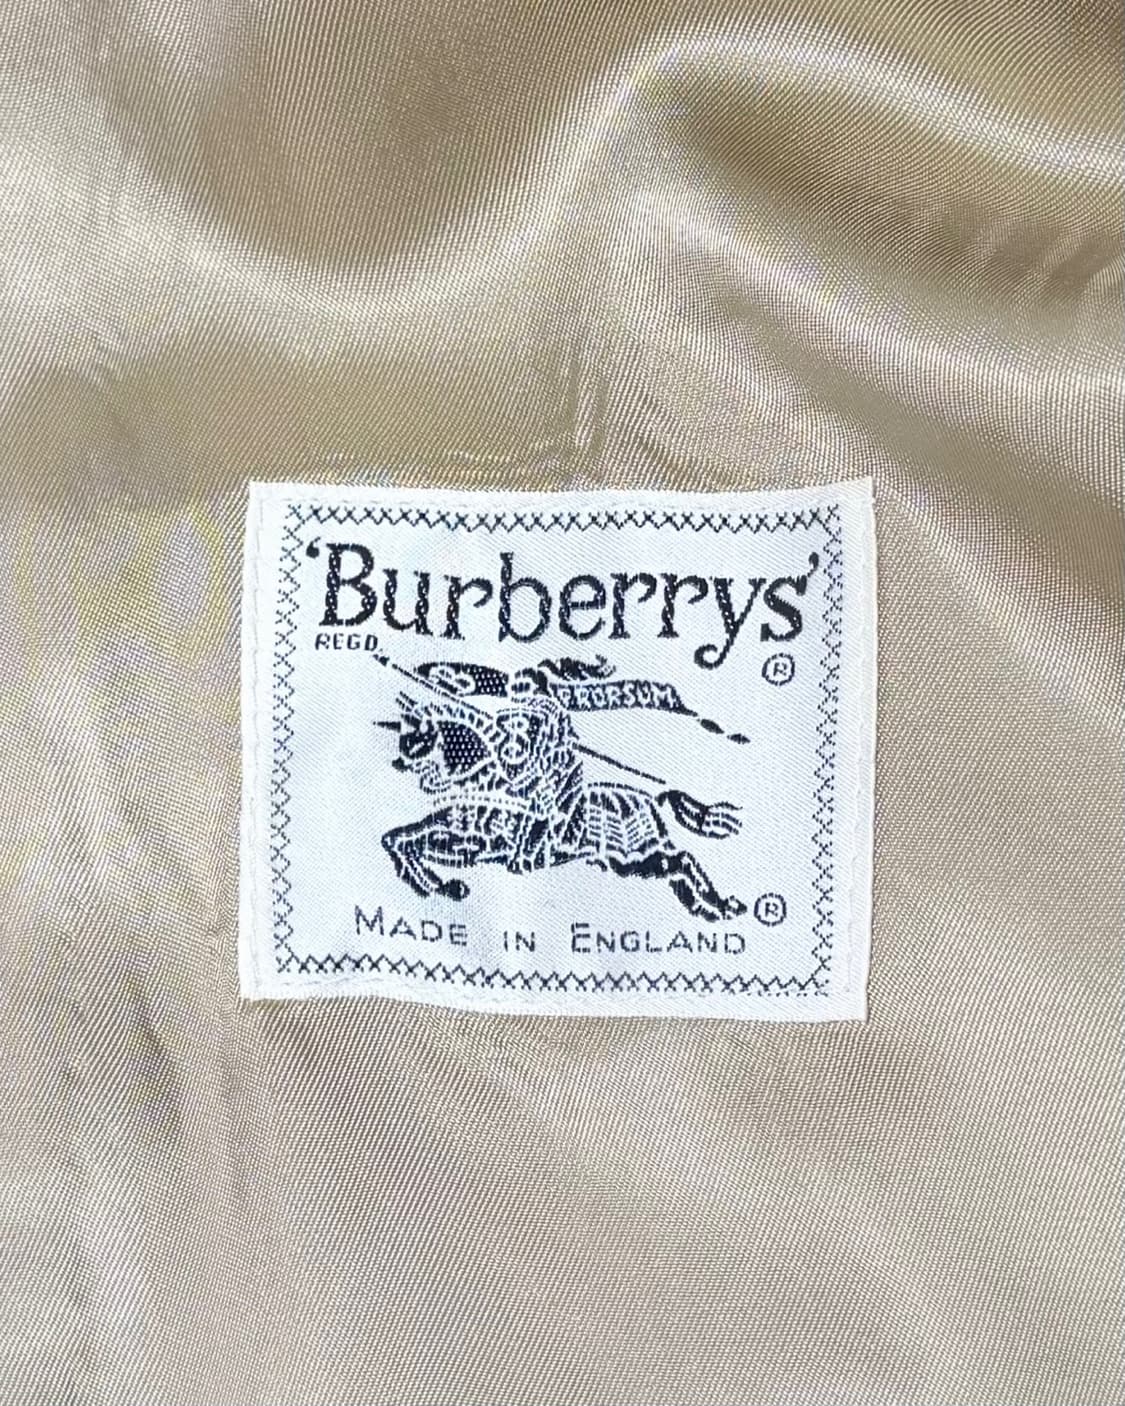 ‘Burberrys’
REGD.
®
PRORSUM
®
MADE IN ENGLAND